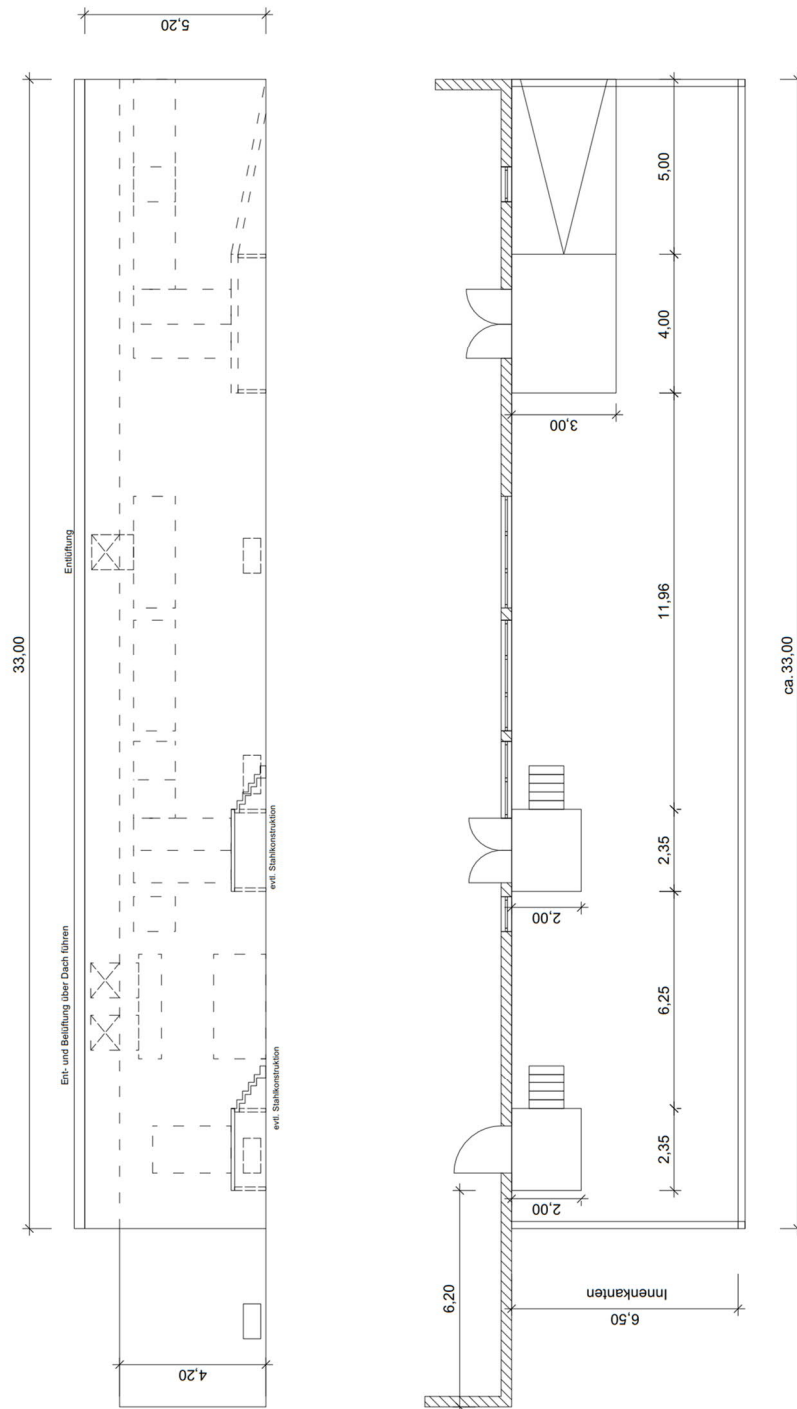 5,20
33,00
Entlüftung
Ent- und Belüftung über Dach führen
evtl. Stahlkonstruktion
evtl. Stahlkonstruktion
4,20
5,00
4,00
3,00
11,96
ca. 33,00
2,35
2,00
6,25
2,35
2,00
6,20
Innenkanten
6,50